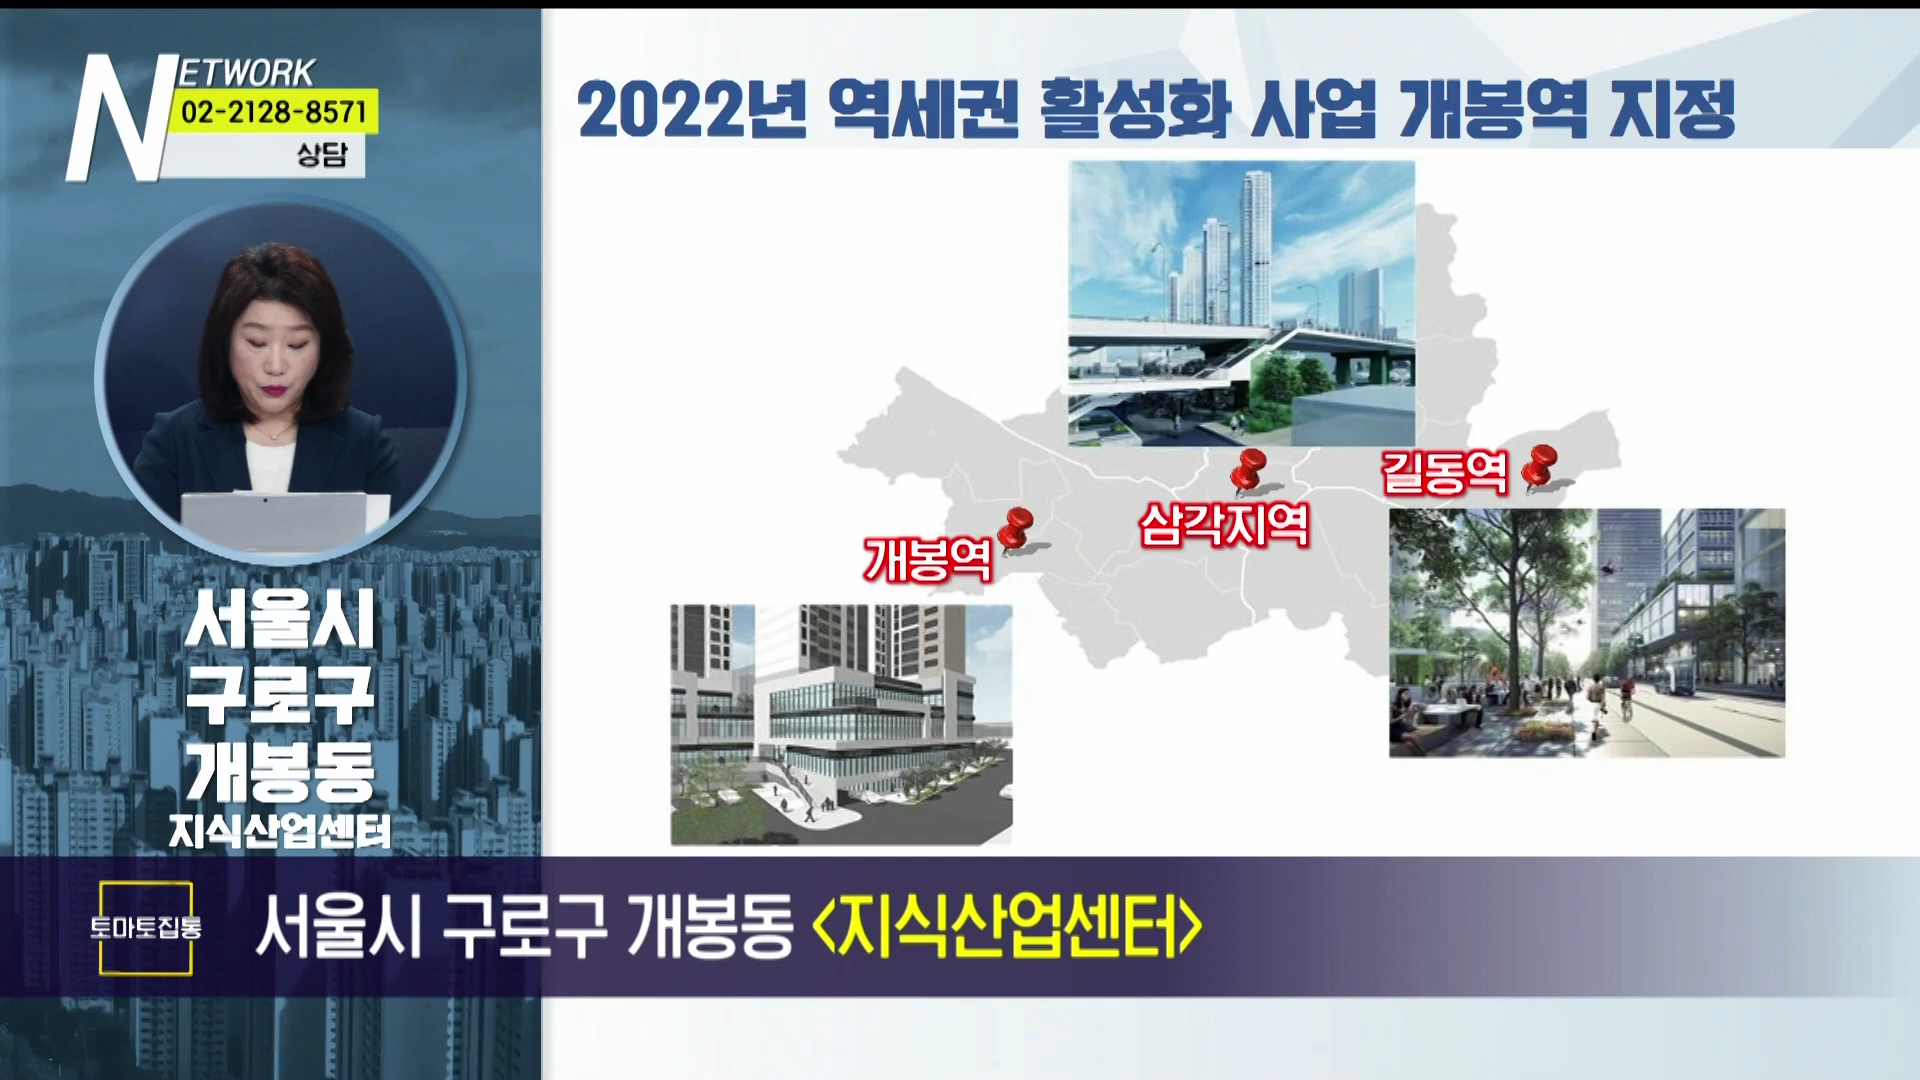 NETWORK
02-2128-8571
상담
2022년 역세권 활성화 사업 개봉역 지정
길동역
삼각지역
개봉역
서울시
구로구
개봉동
지식산업센터
토마토집통
서울시 구로구 개봉동 <지식산업센터>